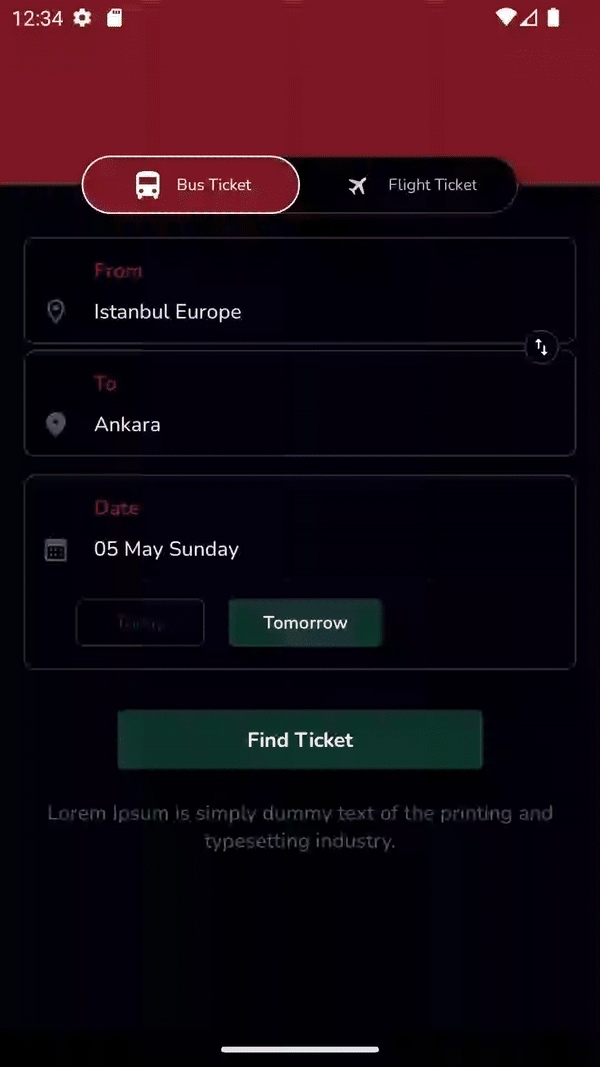 12:34
Bus Ticket
Flight Ticket
From
Istanbul Europe
To
Ankara
Date
05 May Sunday
Today
Tomorrow
Find Ticket
Lorem Ipsum is simply dummy text of the printing and
typesetting industry.